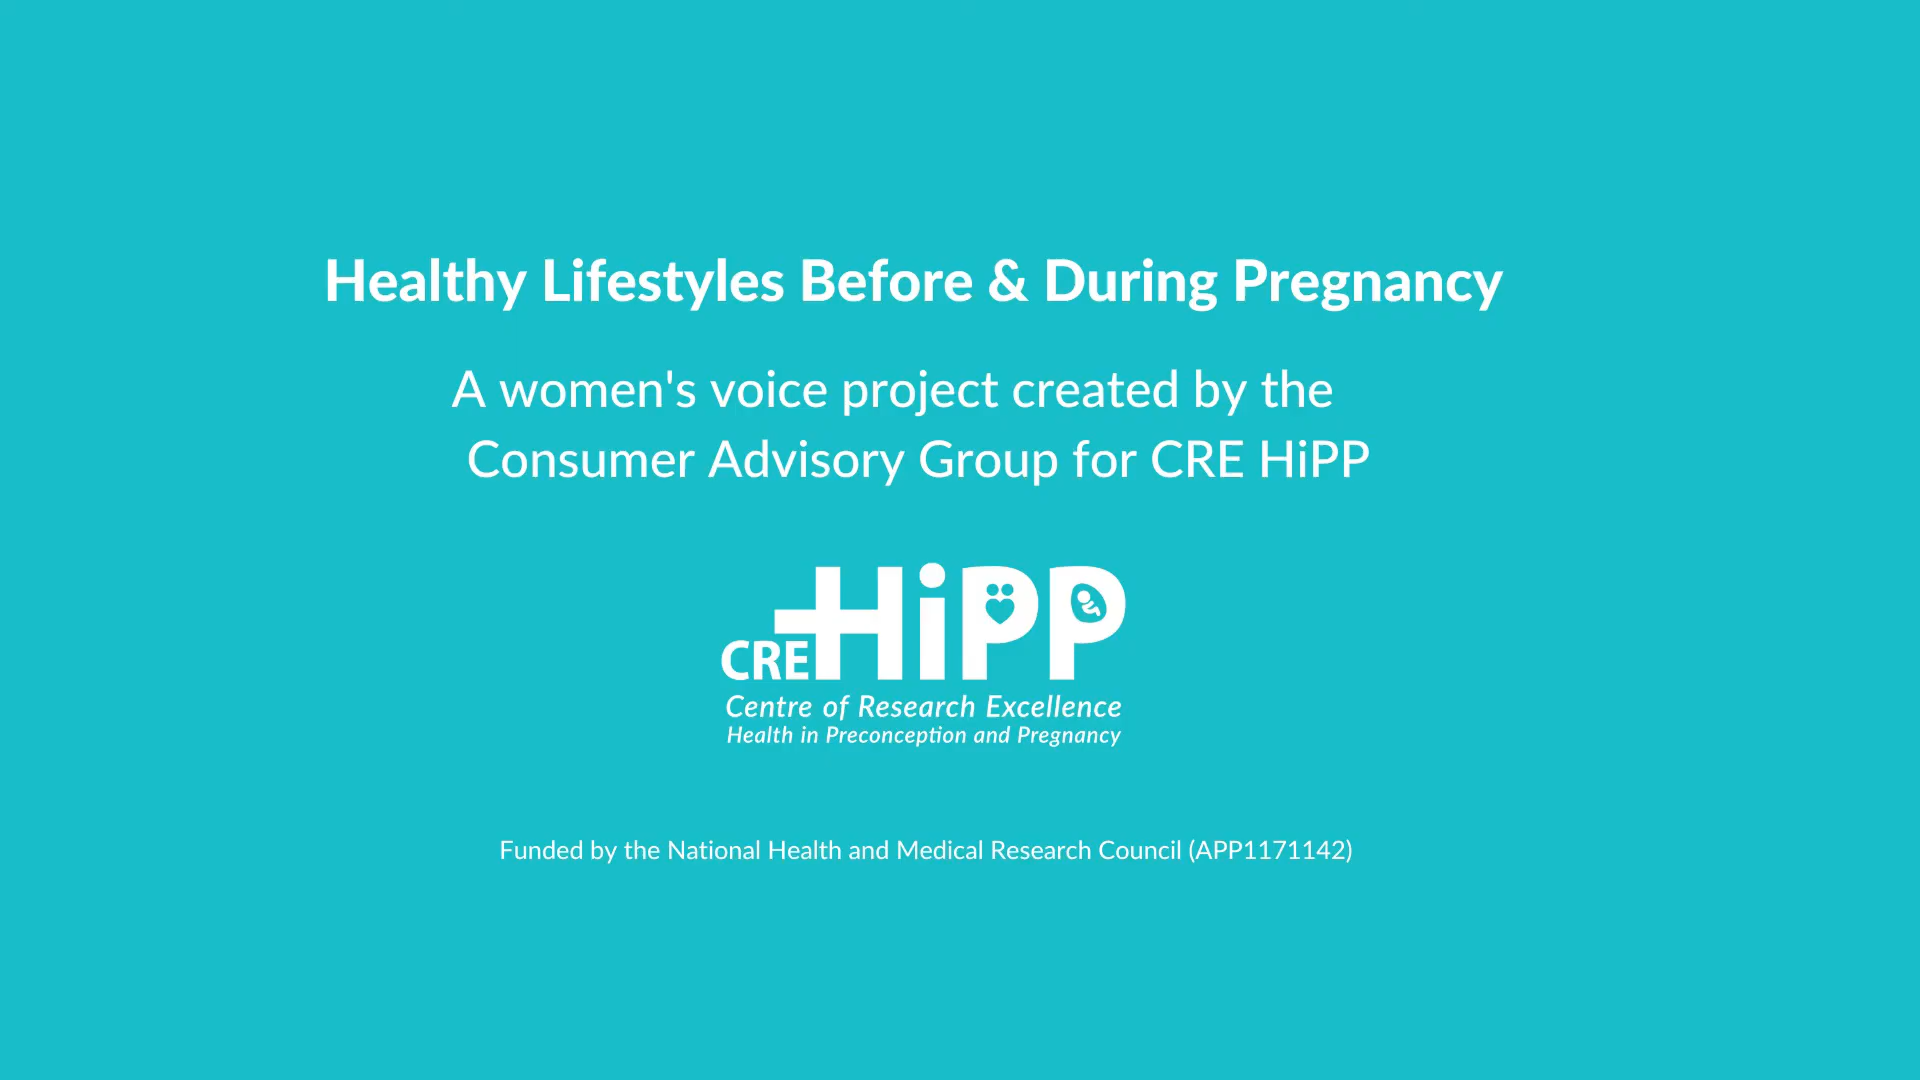 Healthy Lifestyles Before & During Pregnancy
A women's voice project created by the
Consumer Advisory Group for CRE HiPP
CRE HiPP
Centre of Research Excellence
Health in Preconception and Pregnancy
Funded by the National Health and Medical Research Council (APP1171142)